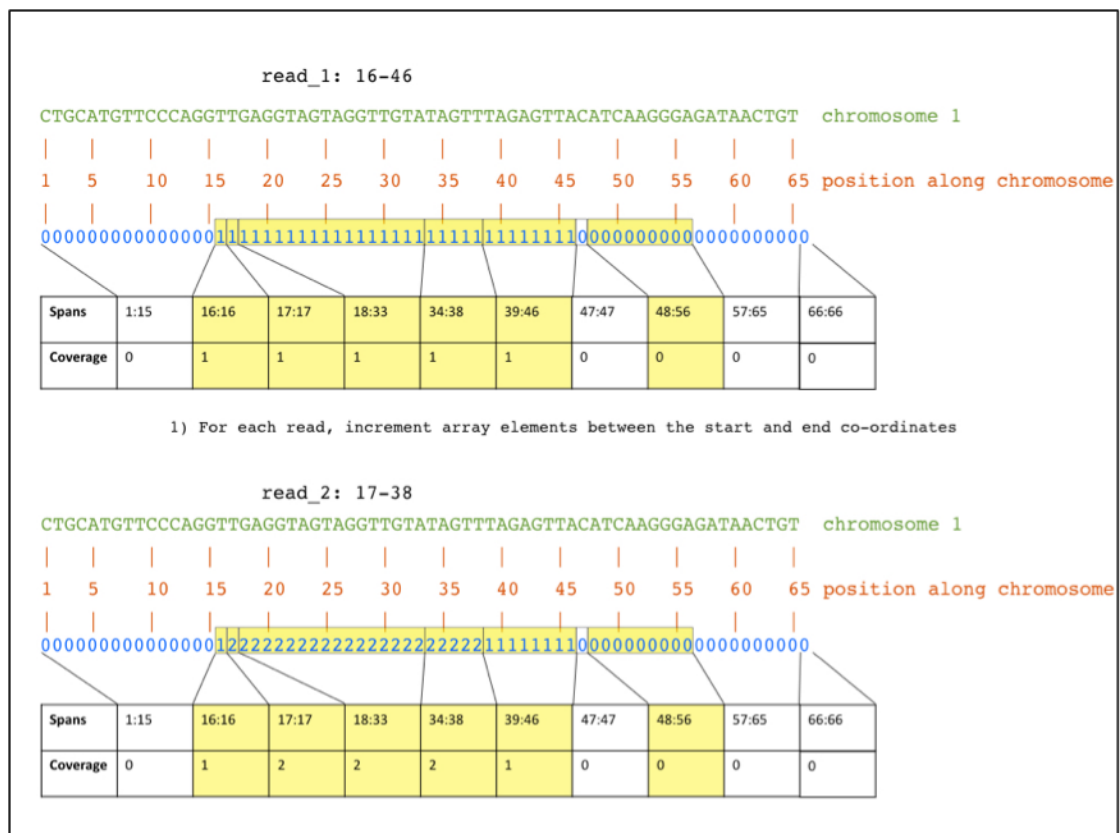 read_1: 16-46
CTGCATGTTCCCAGGTTGAGGTAGTAGGTTGTATAGTTTAGAGTTACATCAAGGGAGATAACTGT chromosome 1
| | | | | | | | | | | | | |
1 5 10 15 20 25 30 35 40 45 50 55 60 65 position along chromosome
| | | | | | | | | | | | | |
000000000000000111111111111111111111111111111100000000000000000000
Spans 1:15 16:16 17:17 18:33 34:38 39:46 47:47 48:56 57:65 66:66
Coverage 0 1 1 1 1 1 0 0 0 0
1) For each read, increment array elements between the start and end co-ordinates
read_2: 17-38
CTGCATGTTCCCAGGTTGAGGTAGTAGGTTGTATAGTTTAGAGTTACATCAAGGGAGATAACTGT chromosome 1
| | | | | | | | | | | | | |
1 5 10 15 20 25 30 35 40 45 50 55 60 65 position along chromosome
| | | | | | | | | | | | | |
000000000000000122222222222222222222221111111100000000000000000000
Spans 1:15 16:16 17:17 18:33 34:38 39:46 47:47 48:56 57:65 66:66
Coverage 0 1 2 2 2 1 0 0 0 0